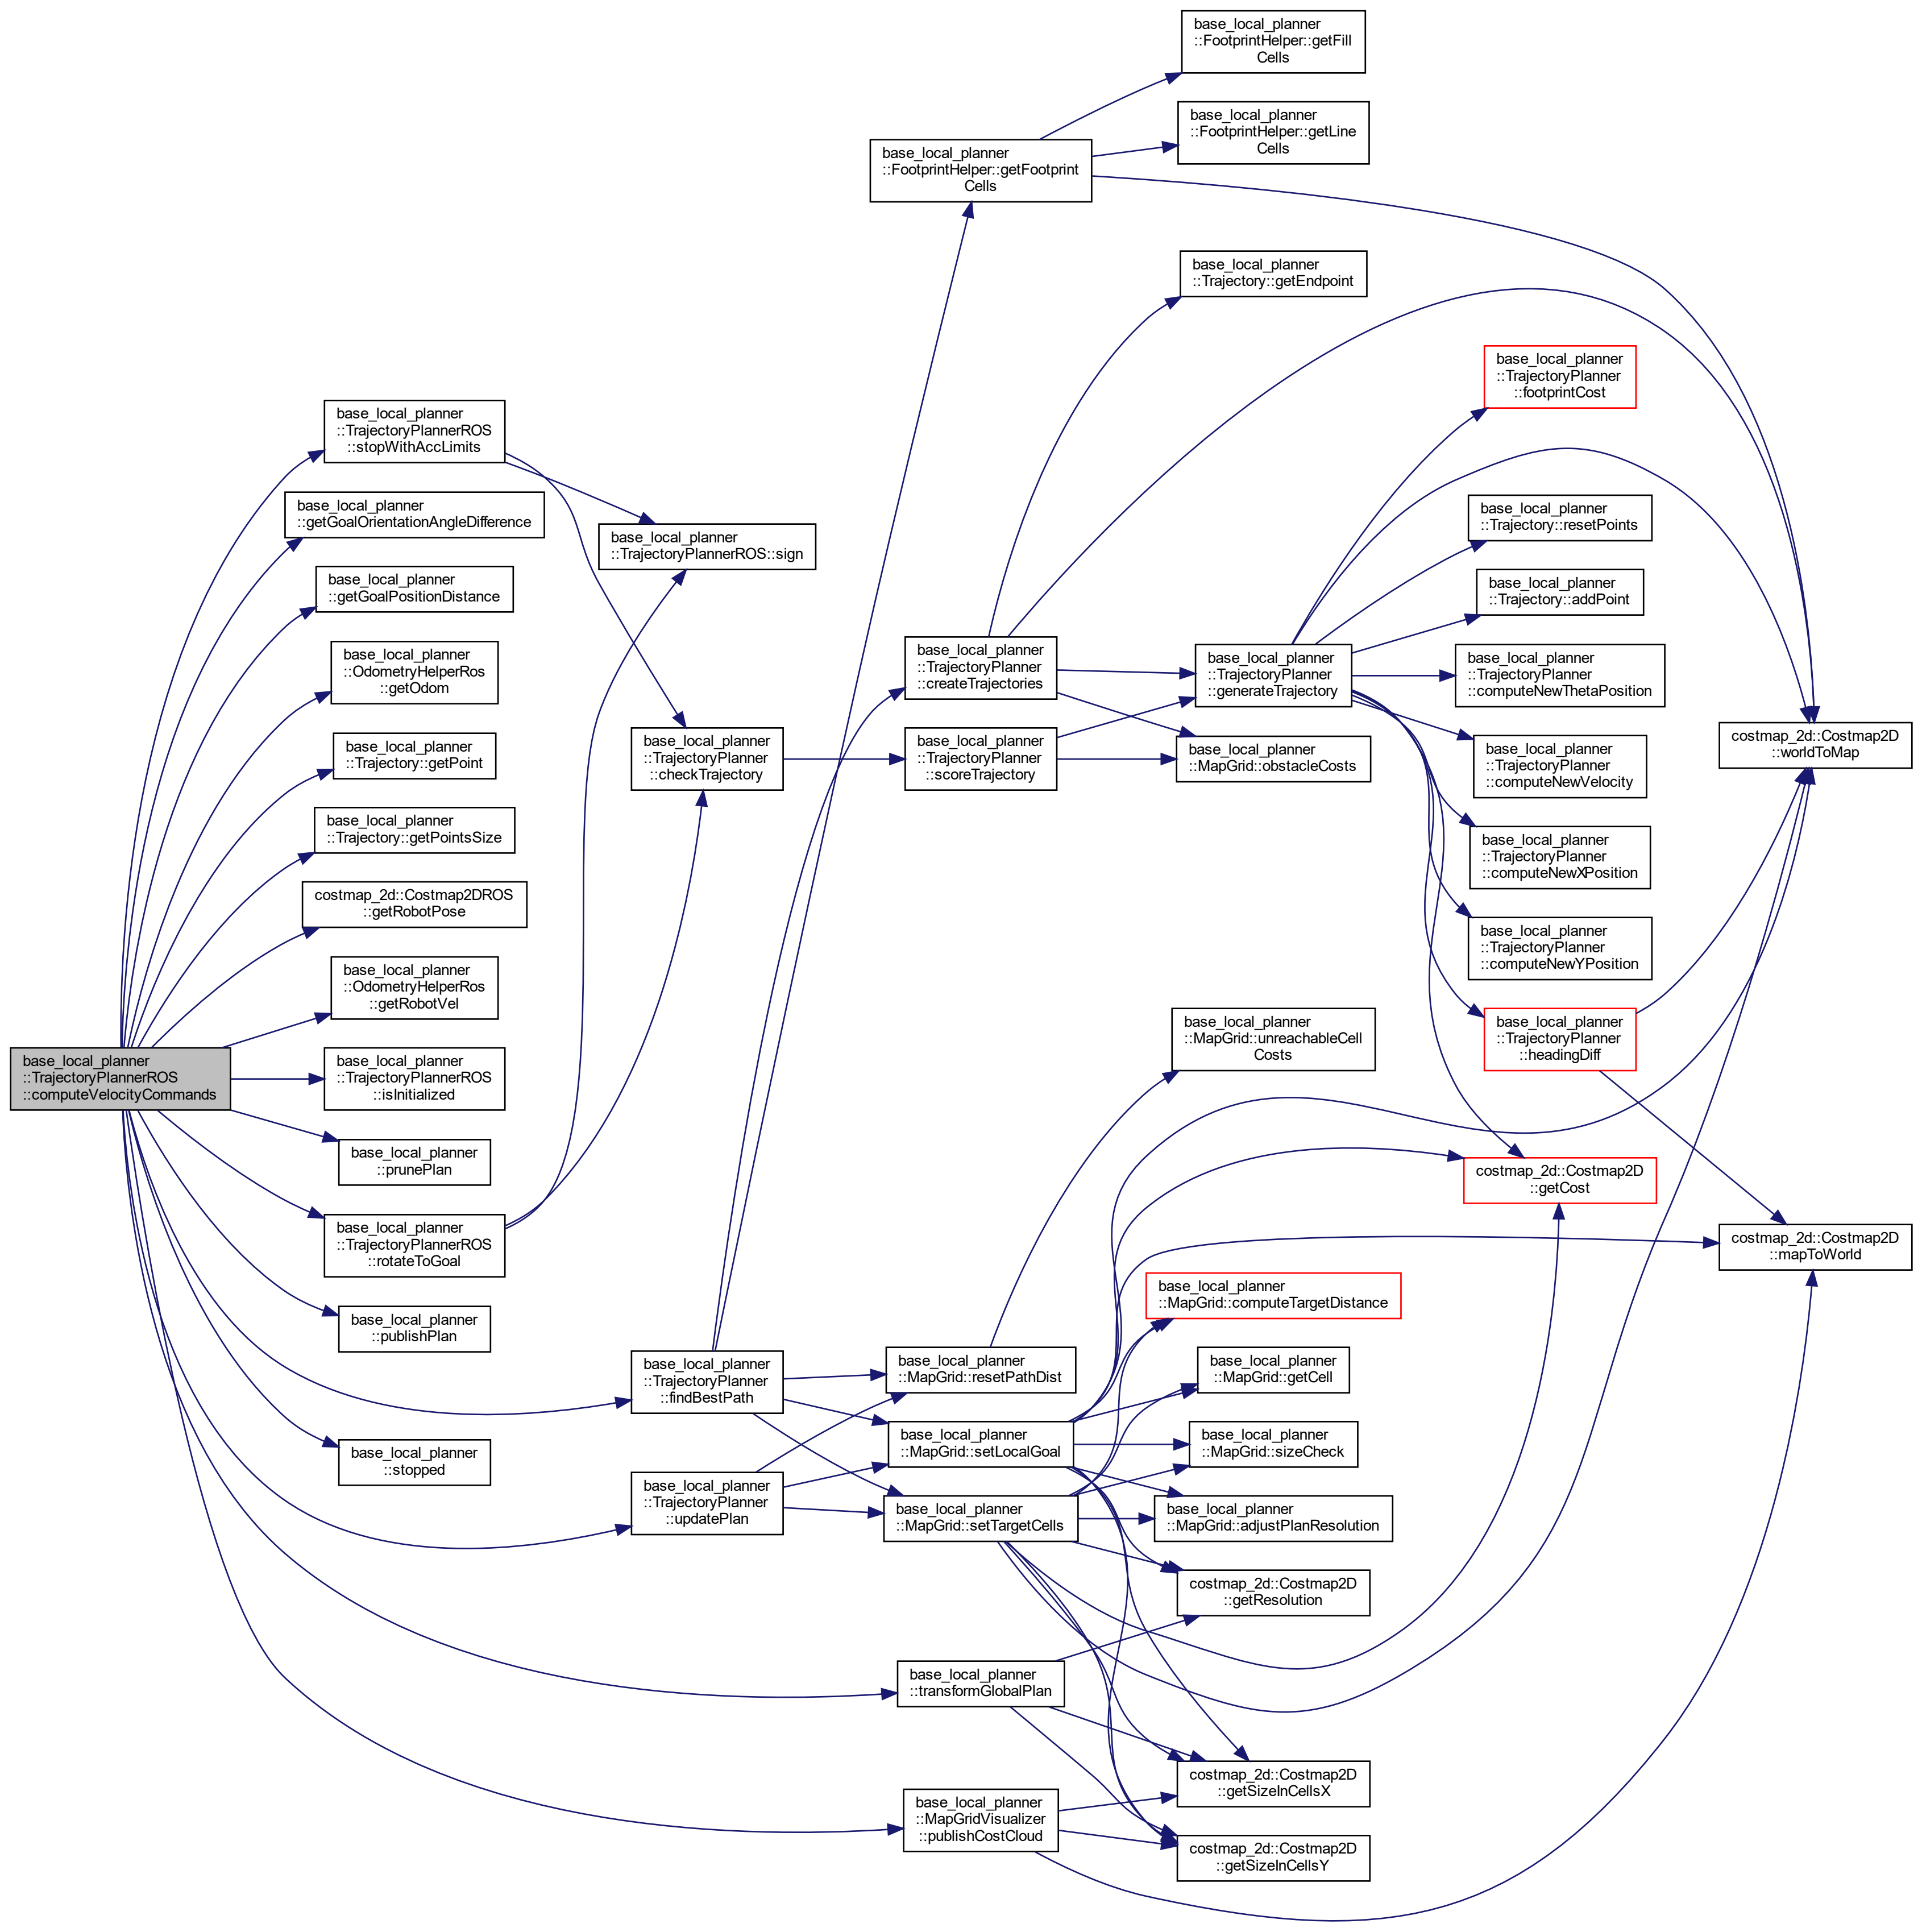 base_local_planner
::FootprintHelper::getFill
Cells
base_local_planner
::FootprintHelper::getLine
Cells
base_local_planner
::FootprintHelper::getFootprint
Cells
base_local_planner
::Trajectory::getEndpoint
base_local_planner
::TrajectoryPlanner
::footprintCost
base_local_planner
::TrajectoryPlannerROS
::stopWithAccLimits
base_local_planner
::getGoalOrientationAngleDifference
base_local_planner
::Trajectory::resetPoints
base_local_planner
::TrajectoryPlannerROS::sign
base_local_planner
::getGoalPositionDistance
base_local_planner
::Trajectory::addPoint
base_local_planner
::OdometryHelperRos
::getOdom
base_local_planner
::TrajectoryPlanner
::createTrajectories
base_local_planner
::TrajectoryPlanner
::generateTrajectory
base_local_planner
::TrajectoryPlanner
::computeNewThetaPosition
base_local_planner
::Trajectory::getPoint
base_local_planner
::TrajectoryPlanner
::checkTrajectory
base_local_planner
::TrajectoryPlanner
::scoreTrajectory
base_local_planner
::MapGrid::obstacleCosts
base_local_planner
::TrajectoryPlanner
::computeNewVelocity
costmap_2d::Costmap2D
::worldToMap
base_local_planner
::Trajectory::getPointsSize
base_local_planner
::TrajectoryPlanner
::computeNewXPosition
costmap_2d::Costmap2DROS
::getRobotPose
base_local_planner
::TrajectoryPlanner
::computeNewYPosition
base_local_planner
::OdometryHelperRos
::getRobotVel
base_local_planner
::MapGrid::unreachableCell
Costs
base_local_planner
::TrajectoryPlanner
::headingDiff
base_local_planner
::TrajectoryPlannerROS
::computeVelocityCommands
base_local_planner
::TrajectoryPlannerROS
::isInitialized
base_local_planner
::prunePlan
costmap_2d::Costmap2D
::getCost
base_local_planner
::TrajectoryPlannerROS
::rotateToGoal
costmap_2d::Costmap2D
::mapToWorld
base_local_planner
::MapGrid::computeTargetDistance
base_local_planner
::publishPlan
base_local_planner
::TrajectoryPlanner
::findBestPath
base_local_planner
::MapGrid::resetPathDist
base_local_planner
::MapGrid::getCell
base_local_planner
::stopped
base_local_planner
::MapGrid::setLocalGoal
base_local_planner
::MapGrid::sizeCheck
base_local_planner
::TrajectoryPlanner
::updatePlan
base_local_planner
::MapGrid::setTargetCells
base_local_planner
::MapGrid::adjustPlanResolution
costmap_2d::Costmap2D
::getResolution
base_local_planner
::transformGlobalPlan
costmap_2d::Costmap2D
::getSizeInCellsX
base_local_planner
::MapGridVisualizer
::publishCostCloud
costmap_2d::Costmap2D
::getSizeInCellsY